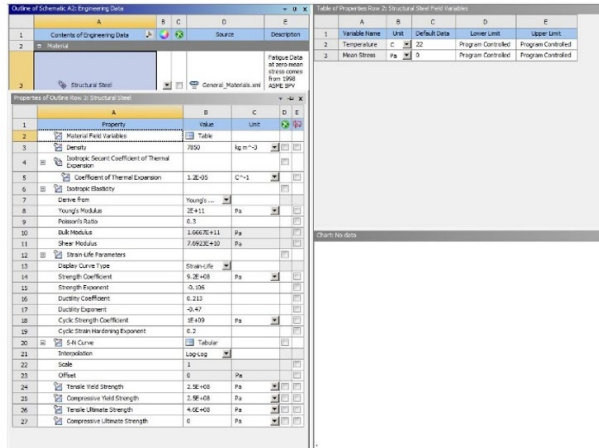 Outline of Schematic A2: Engineering Data
A B C D E
1 Contents of Engineering Data Source Description
2 Material
3 Structural Steel General_Materials.xml Fatigue Data
at zero mean
stress comes
from 1998
ASME BPV
Properties of Outline Row 3: Structural Steel
A B C D E
1 Property Value Unit
2 Material Field Variables Table
3 Density 7850 kg m^-3
4 Isotropic Secant Coefficient of Thermal
Expansion
5 Coefficient of Thermal Expansion 1.2E-05 C^-1
6 Isotropic Elasticity
7 Derive from Young's ...
8 Young's Modulus 2E+11 Pa
9 Poisson's Ratio 0.3
10 Bulk Modulus 1.6667E+11 Pa
11 Shear Modulus 7.6923E+10 Pa
12 Strain-Life Parameters
13 Display Curve Type Strain-Life
14 Strength Coefficient 9.2E+08 Pa
15 Strength Exponent -0.106
16 Ductility Coefficient 0.213
17 Ductility Exponent -0.47
18 Cyclic Strength Coefficient 1E+09 Pa
19 Cyclic Strain Hardening Exponent 0.2
20 S-N Curve Tabular
21 Interpolation Log-Log
22 Scale 1
23 Offset 0 Pa
24 Tensile Yield Strength 2.5E+08 Pa
25 Compressive Yield Strength 2.5E+08 Pa
26 Tensile Ultimate Strength 4.6E+08 Pa
27 Compressive Ultimate Strength 0 Pa
Table of Properties Row 2: Structural Steel Field Variables
A B C D E
1 Variable Name Unit Default Data Lower Limit Upper Limit
2 Temperature C 22 Program Controlled Program Controlled
3 Mean Stress Pa 0 Program Controlled Program Controlled
Chart: No data